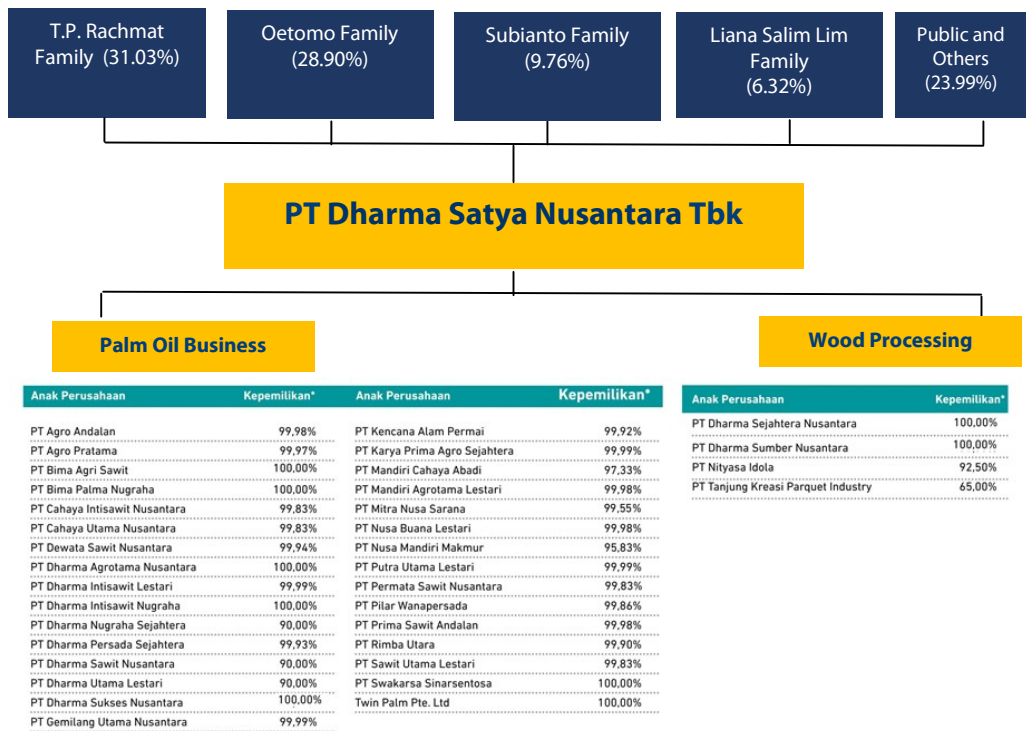 T.P. Rachmat
Family (31.03%)
Oetomo Family
(28.90%)
Subianto Family
(9.76%)
Liana Salim Lim
Family
(6.32%)
Public and
Others
(23.99%)
PT Dharma Satya Nusantara Tbk
Palm Oil Business
Wood Processing
Anak Perusahaan Kepemilikan*
PT Agro Andalan 99,98%
PT Agro Pratama 99,97%
PT Bima Agri Sawit 100,00%
PT Bima Palma Nugraha 100,00%
PT Cahaya Intisawit Nusantara 99,83%
PT Cahaya Utama Nusantara 99,83%
PT Dewata Sawit Nusantara 99,94%
PT Dharma Agrotama Nusantara 100,00%
PT Dharma Intisawit Lestari 99,99%
PT Dharma Intisawit Nugraha 100,00%
PT Dharma Nugraha Sejahtera 90,00%
PT Dharma Persada Sejahtera 99,93%
PT Dharma Sawit Nusantara 90,00%
PT Dharma Utama Lestari 90,00%
PT Dharma Sukses Nusantara 100,00%
PT Gemilang Utama Nusantara 99,99%
Anak Perusahaan Kepemilikan*
PT Kencana Alam Permai 99,92%
PT Karya Prima Agro Sejahtera 99,99%
PT Mandiri Cahaya Abadi 97,33%
PT Mandiri Agrotama Lestari 99,98%
PT Mitra Nusa Sarana 99,55%
PT Nusa Buana Lestari 99,98%
PT Nusa Mandiri Makmur 95,83%
PT Putra Utama Lestari 99,99%
PT Permata Sawit Nusantara 99,83%
PT Pilar Wanapersada 99,86%
PT Prima Sawit Andalan 99,98%
PT Rimba Utara 99,90%
PT Sawit Utama Lestari 99,83%
PT Swakarsa Sinarsentosa 100,00%
Twin Palm Pte. Ltd 100,00%
Anak Perusahaan Kepemilikan*
PT Dharma Sejahtera Nusantara 100,00%
PT Dharma Sumber Nusantara 100,00%
PT Nityasa Idola 92,50%
PT Tanjung Kreasi Parquet Industry 65,00%